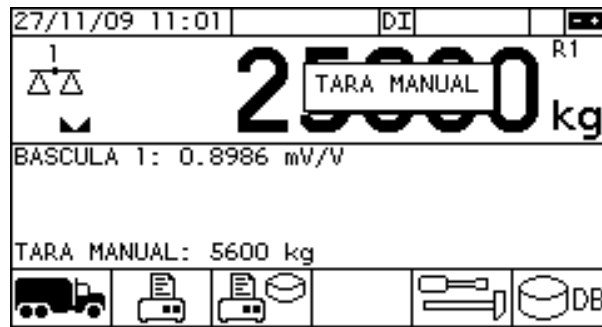 27/11/09 11:01 DI
1
R1
TARA MANUAL
kg
BASCULA 1: 0.8986 mV/V
TARA MANUAL: 5600 kg
DB